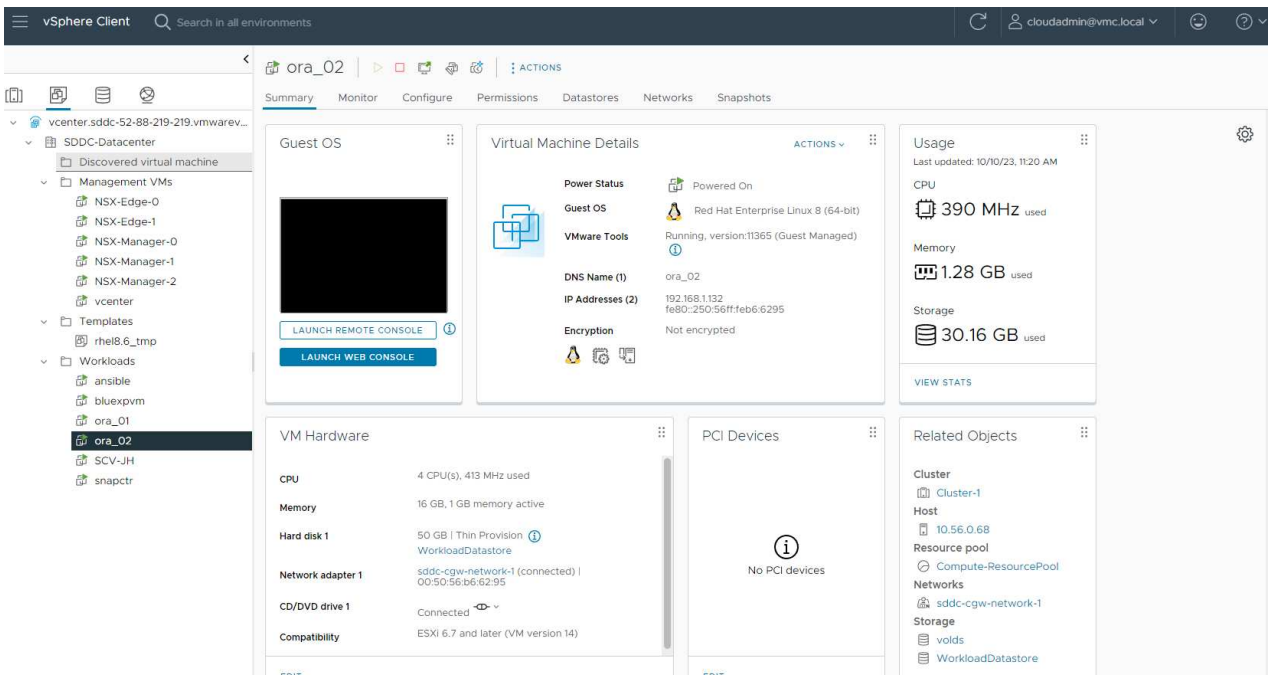 vSphere Client
Search in all environments
cloudadmin@vmc.local
vcenter.sddc-52-88-219-219.vmwarev...
SDDC-Datacenter
Discovered virtual machine
Management VMs
NSX-Edge-0
NSX-Edge-1
NSX-Manager-0
NSX-Manager-1
NSX-Manager-2
vcenter
Templates
rhel8.6_tmp
Workloads
ansible
bluexpvm
ora_01
ora_02
SCV-JH
snapctr
ora_02
ACTIONS
Summary Monitor Configure Permissions Datastores Networks Snapshots
Guest OS
LAUNCH REMOTE CONSOLE
LAUNCH WEB CONSOLE
Virtual Machine Details
ACTIONS
Power Status Powered On
Guest OS Red Hat Enterprise Linux 8 (64-bit)
VMware Tools Running, version:11365 (Guest Managed)
DNS Name (1) ora_02
IP Addresses (2) 192.168.1.132
fe80::250:56ff:feb6:6295
Encryption Not encrypted
Usage
Last updated: 10/10/23, 11:20 AM
CPU
390 MHz used
Memory
1.28 GB used
Storage
30.16 GB used
VIEW STATS
VM Hardware
CPU 4 CPU(s), 413 MHz used
Memory 16 GB, 1 GB memory active
Hard disk 1 50 GB | Thin Provision
WorkloadDatastore
Network adapter 1 sddc-cgw-network-1 (connected) |
00:50:56:b6:62:95
CD/DVD drive 1 Connected
Compatibility ESXi 6.7 and later (VM version 14)
EDIT
PCI Devices
No PCI devices
EDIT
Related Objects
Cluster
Cluster-1
Host
10.56.0.68
Resource pool
Compute-ResourcePool
Networks
sddc-cgw-network-1
Storage
volds
WorkloadDatastore